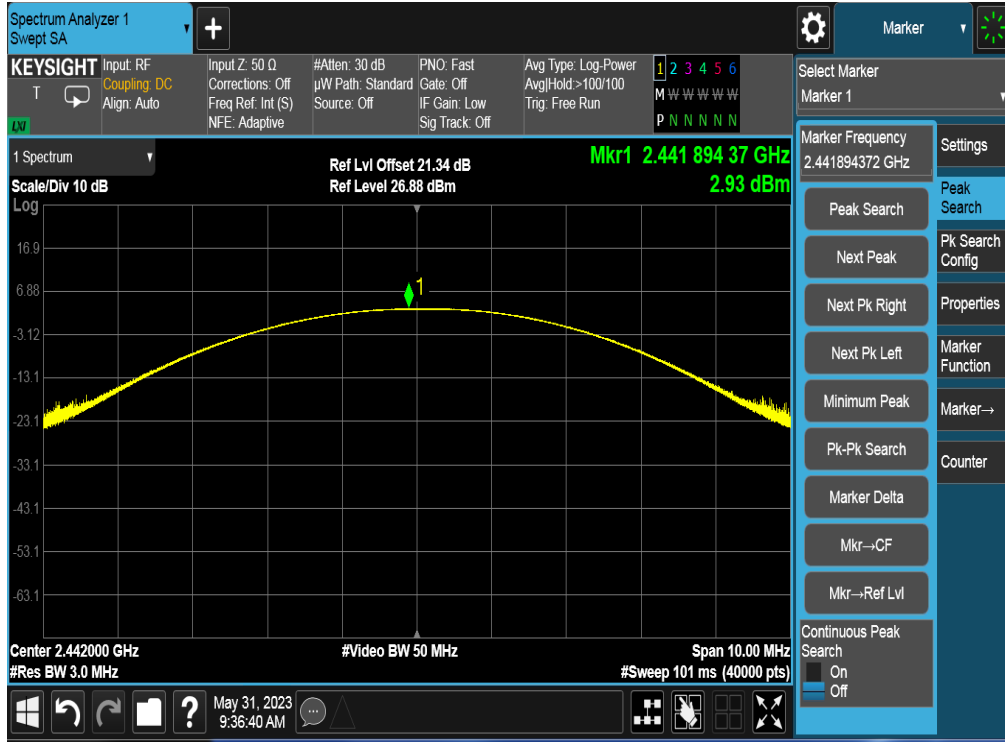 Spectrum Analyzer 1
Swept SA
+
Marker
KEYSIGHT
T
LXI
Input: RF
Coupling: DC
Align: Auto
Input Z: 50 Ω
Corrections: Off
Freq Ref: Int (S)
NFE: Adaptive
#Atten: 30 dB
µW Path: Standard
Source: Off
PNO: Fast
Gate: Off
IF Gain: Low
Sig Track: Off
Avg Type: Log-Power
Avg|Hold:>100/100
Trig: Free Run
1 2 3 4 5 6
M W W W W W
P N N N N N
Select Marker
Marker 1
1 Spectrum
Scale/Div 10 dB
Log
Ref Lvl Offset 21.34 dB
Ref Level 26.88 dBm
Mkr1 2.441 894 37 GHz
2.93 dBm
16.9
6.88
-3.12
-13.1
-23.1
-33.1
-43.1
-53.1
-63.1
1
Center 2.442000 GHz
#Res BW 3.0 MHz
#Video BW 50 MHz
Span 10.00 MHz
#Sweep 101 ms (40000 pts)
Marker Frequency
2.441894372 GHz
Peak Search
Next Peak
Next Pk Right
Next Pk Left
Minimum Peak
Pk-Pk Search
Marker Delta
Mkr→CF
Mkr→Ref Lvl
Continuous Peak
Search
On
Off
Settings
Peak
Search
Pk Search
Config
Properties
Marker
Function
Marker→
Counter
?
May 31, 2023
9:36:40 AM